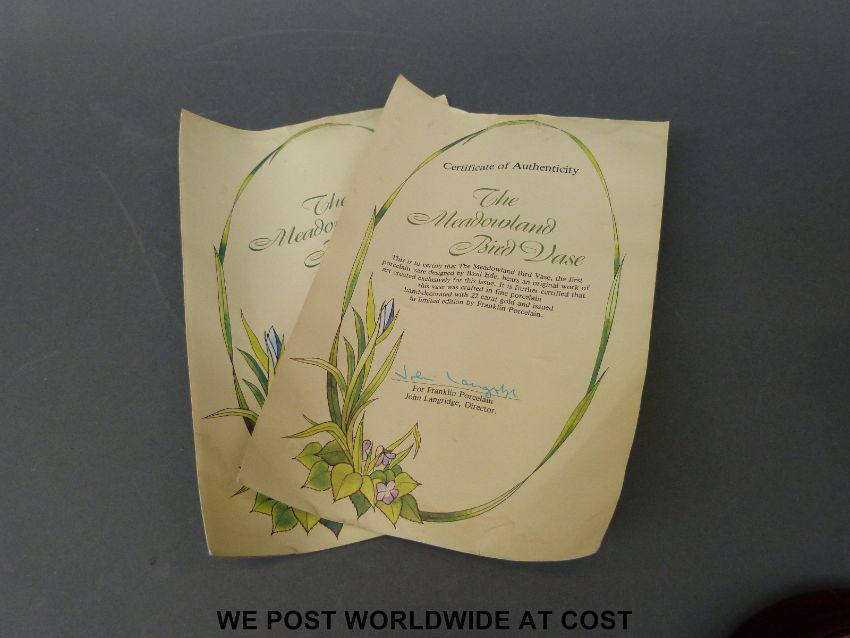 Certificate of Authenticity
The
Meadowland
Bird Vase
This is to certify that The Meadowland Bird Vase, the first
porcelain vase designed by Basil Ede, bears an original work of
art created exclusively for this issue. It is further certified that
this vase was crafted in fine porcelain
hand-decorated with 22 carat gold and issued
in limited edition by Franklin Porcelain.
John Langridge
For Franklin Porcelain
John Langridge, Director.
The
Meadow
WE POST WORLDWIDE AT COST